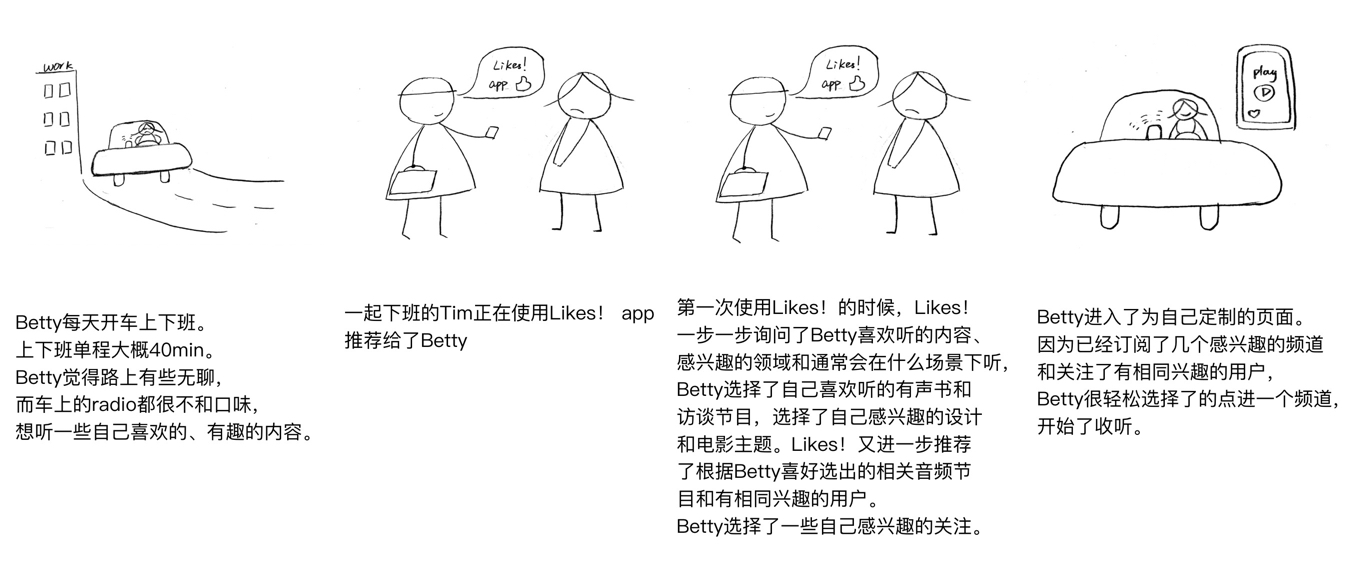 work
Likes!
app
Likes!
app
play
Betty每天开车上下班。
上下班单程大概40min。
Betty觉得路上有些无聊，
而车上的radio都很不和口味，
想听一些自己喜欢的、有趣的内容。
一起下班的Tim正在使用Likes！ app
推荐给了Betty
第一次使用Likes！的时候，Likes！
一步一步询问了Betty喜欢听的内容、
感兴趣的领域和通常会在什么场景下听，
Betty选择了自己喜欢听的有声书和
访谈节目，选择了自己感兴趣的设计
和电影主题。Likes！又进一步推荐
了根据Betty喜好选出的相关音频节
目和有相同兴趣的用户。
Betty选择了一些自己感兴趣的关注。
Betty进入了为自己定制的页面。
因为已经订阅了几个感兴趣的频道
和关注了有相同兴趣的用户，
Betty很轻松选择了的点进一个频道，
开始了收听。